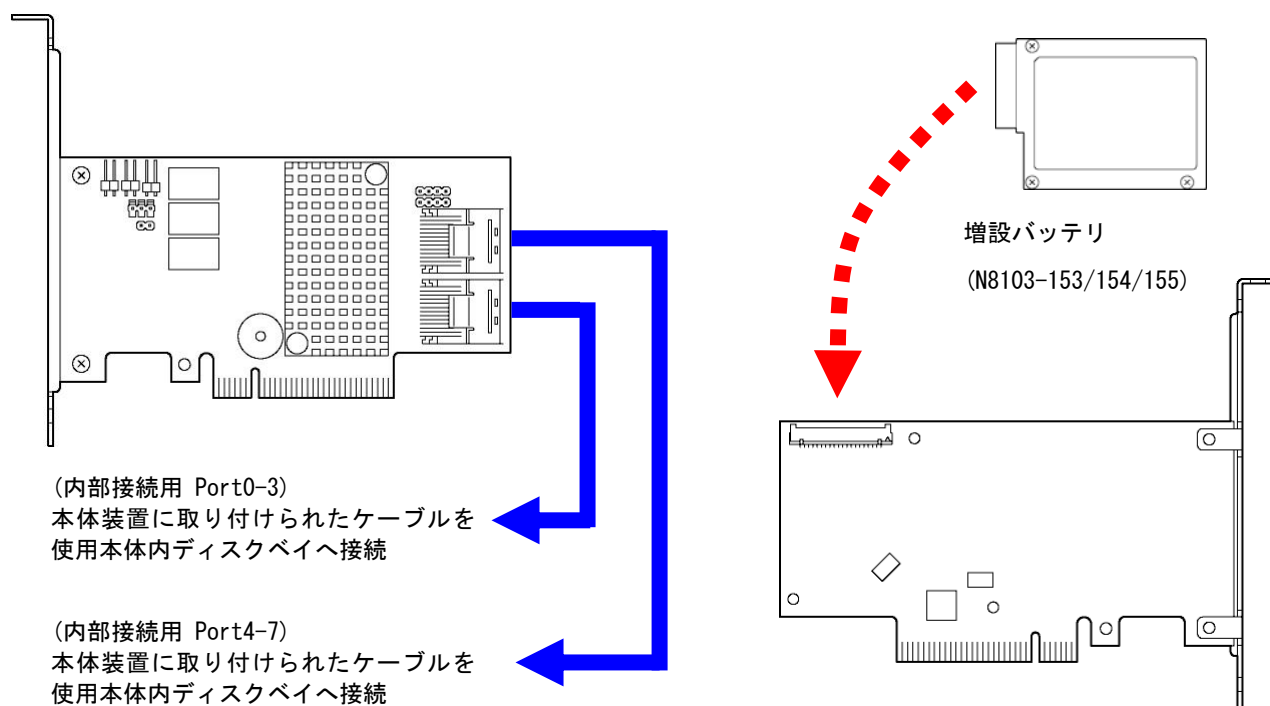 増設バッテリ
(N8103-153/154/155)
(内部接続用 Port0-3)
本体装置に取り付けられたケーブルを
使用本体内ディスクベイへ接続
(内部接続用 Port4-7)
本体装置に取り付けられたケーブルを
使用本体内ディスクベイへ接続